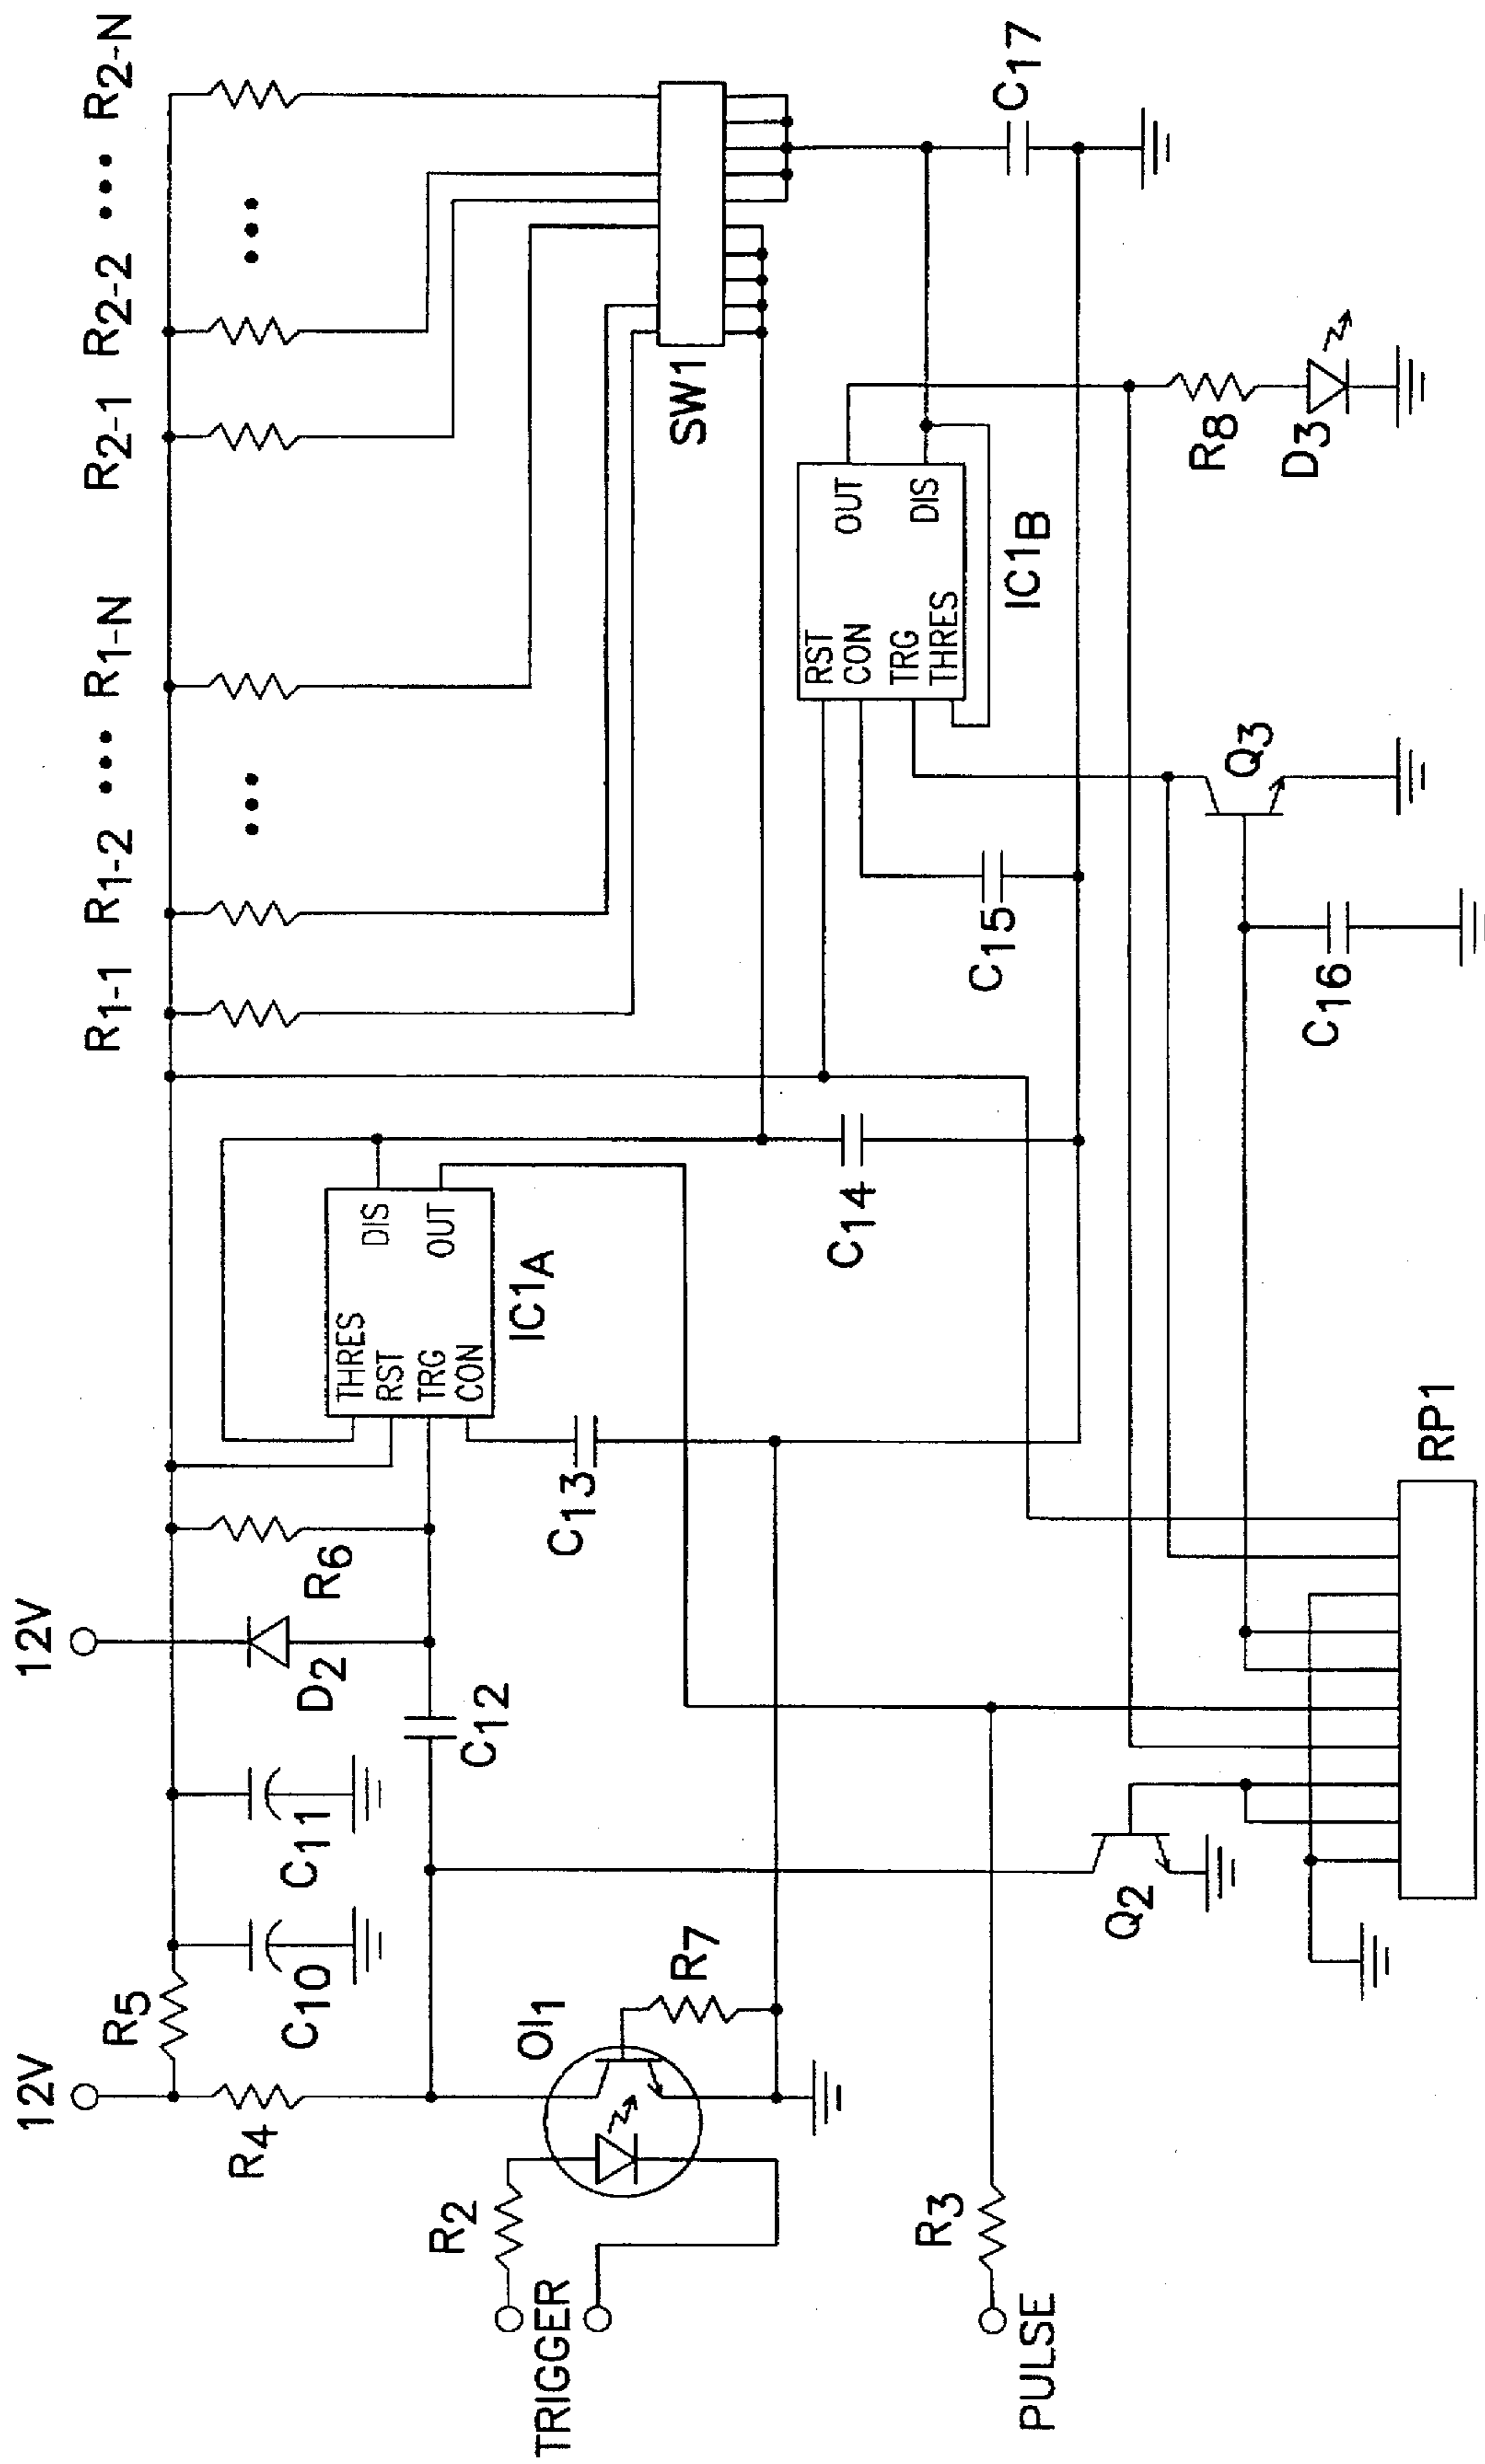 R1-1 R1-2 ••• R1-N R2-1 R2-2 ••• R2-N
12V
12V
R5
R4
C10
C11
D2
R6
C12
THRES
RST
TRG
CON
DIS
OUT
IC1A
C13
C14
SW1
RST
CON
TRG
THRES
OUT
DIS
IC1B
C15
C17
R2
OI1
R7
TRIGGER
R3
PULSE
Q2
Q3
C16
R8
D3
RP1